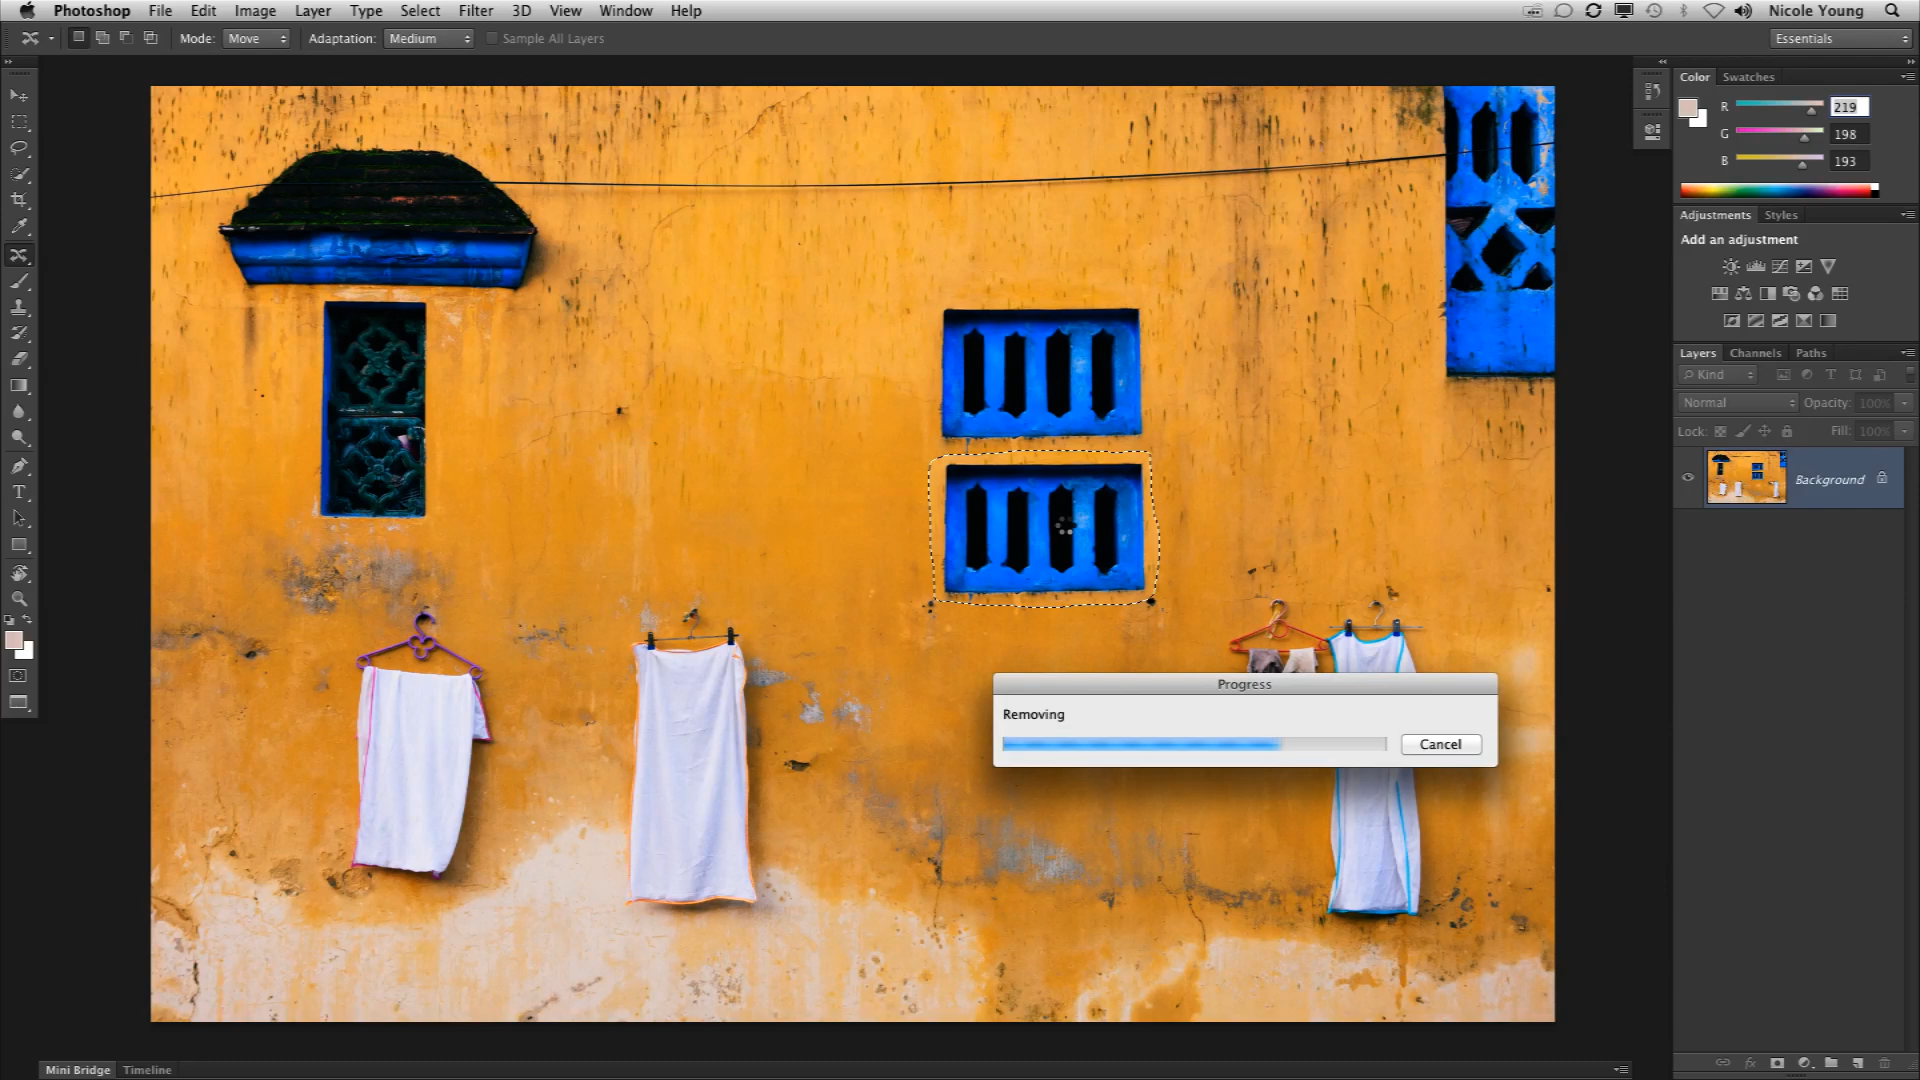 Photoshop File Edit Image Layer Type Select Filter 3D View Window Help Nicole Young
Mode: Move Adaptation: Medium Sample All Layers Essentials
Color Swatches
R 219
G 198
B 193
Adjustments Styles
Add an adjustment
Layers Channels Paths
Kind
Normal Opacity: 100%
Lock: Fill: 100%
Background
Progress
Removing
Cancel
Mini Bridge Timeline